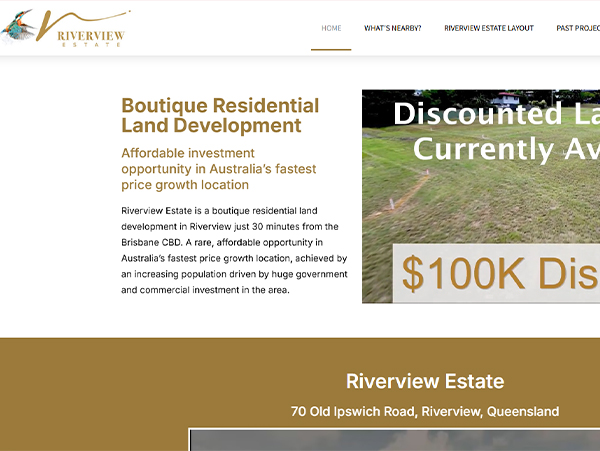 RIVERVIEW
ESTATE
HOME
WHAT'S NEARBY?
RIVERVIEW ESTATE LAYOUT
PAST PROJEC
Boutique Residential
Land Development
Affordable investment
opportunity in Australia's fastest
price growth location
Riverview Estate is a boutique residential land
development in Riverview just 30 minutes from the
Brisbane CBD. A rare, affordable opportunity in
Australia's fastest price growth location, achieved by
an increasing population driven by huge government
and commercial investment in the area.
Discounted La
Currently Av
$100K Dis
Riverview Estate
70 Old Ipswich Road, Riverview, Queensland